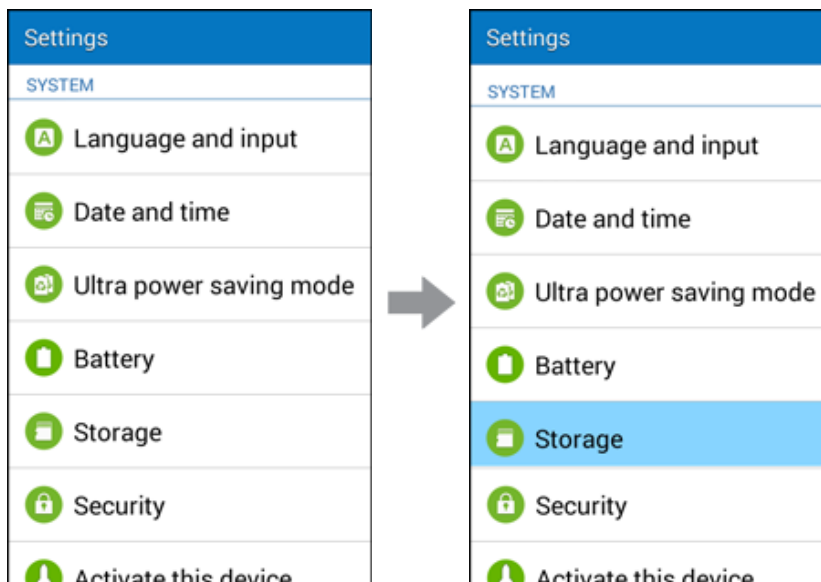 Settings
SYSTEM
Language and input
Date and time
Ultra power saving mode
Battery
Storage
Security
Activate this device
Settings
SYSTEM
Language and input
Date and time
Ultra power saving mode
Battery
Storage
Security
Activate this device